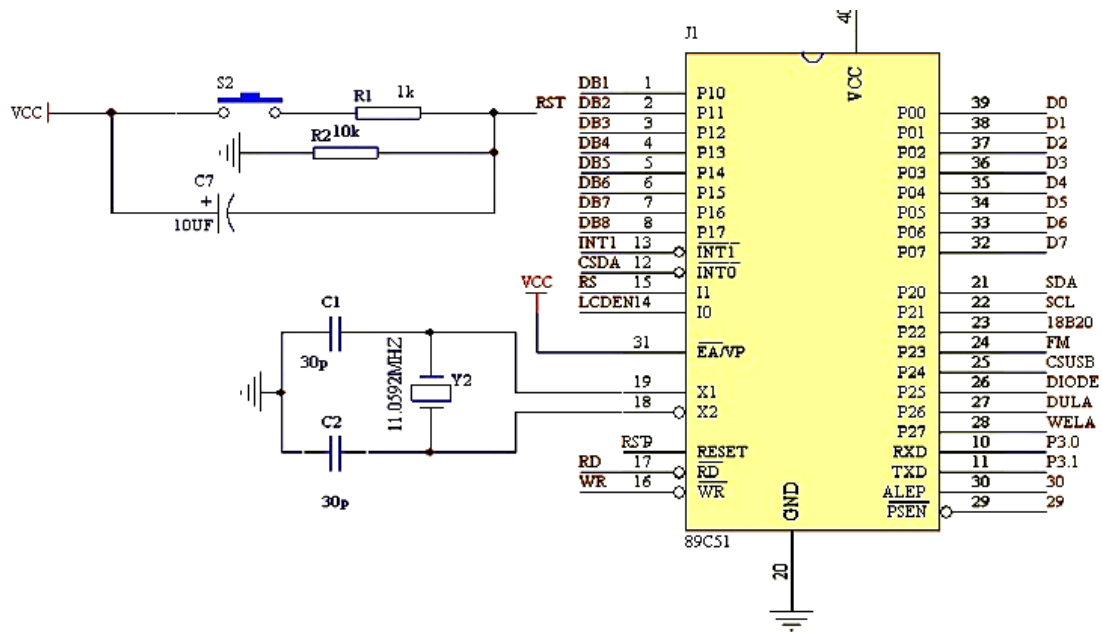 J1
40
VCC
S2
VCC
R1 1k
RST
R2 10k
C7
+
10UF
DB1 1 P10
DB2 2 P11
DB3 3 P12
DB4 4 P13
DB5 5 P14
DB6 6 P15
DB7 7 P16
DB8 8 P17
INT1 13 INT1
CSDA 12 INT0
RS 15 I1
LCDEN 14 I0
VCC
31 EA/VP
C1
30p
11.0592MHZ
Y2
C2
30p
19 X1
18 X2
RST 9 RESET
RD 17 RD
WR 16 WR
P00 39 D0
P01 38 D1
P02 37 D2
P03 36 D3
P04 35 D4
P05 34 D5
P06 33 D6
P07 32 D7
P20 21 SDA
P21 22 SCL
P22 23 18B20
P23 24 FM
P24 25 CSUSB
P25 26 DIODE
P26 27 DULA
P27 28 WELA
RXD 10 P3.0
TXD 11 P3.1
ALEP 30 30
PSEN 29 29
GND
89C51
20